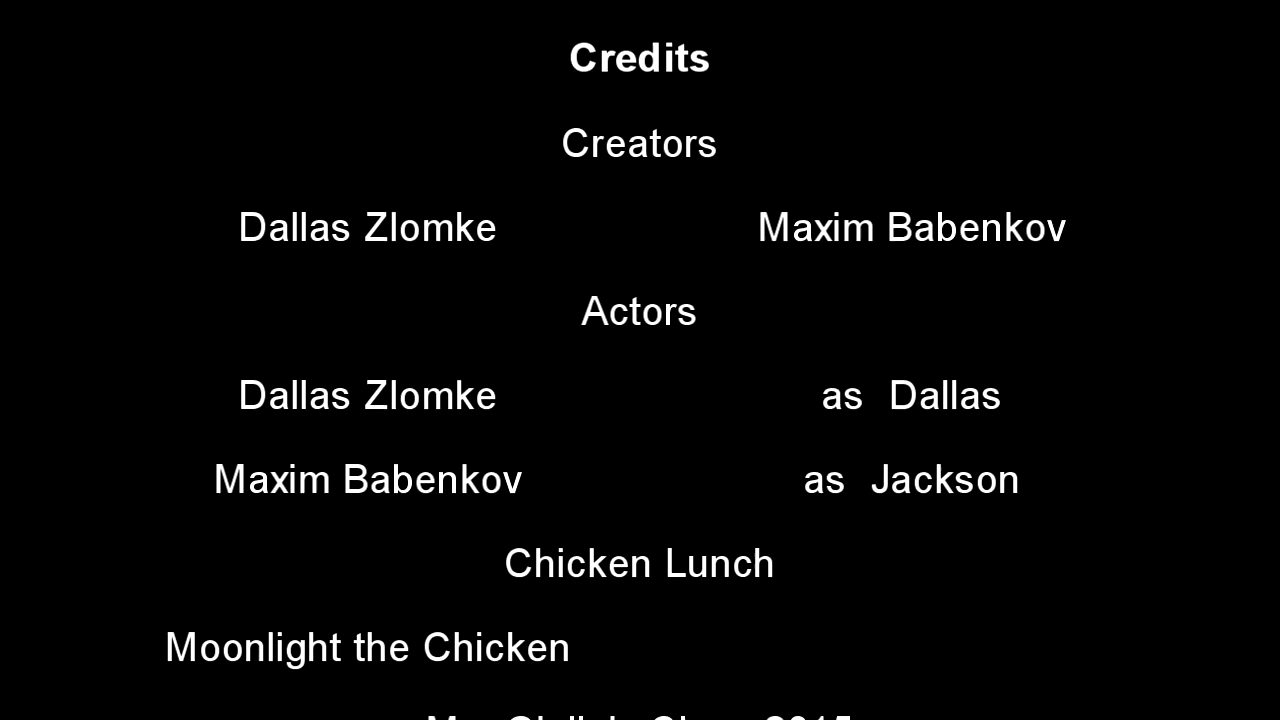 Credits
Creators
Dallas Zlomke Maxim Babenkov
Actors
Dallas Zlomke as Dallas
Maxim Babenkov as Jackson
Chicken Lunch
Moonlight the Chicken